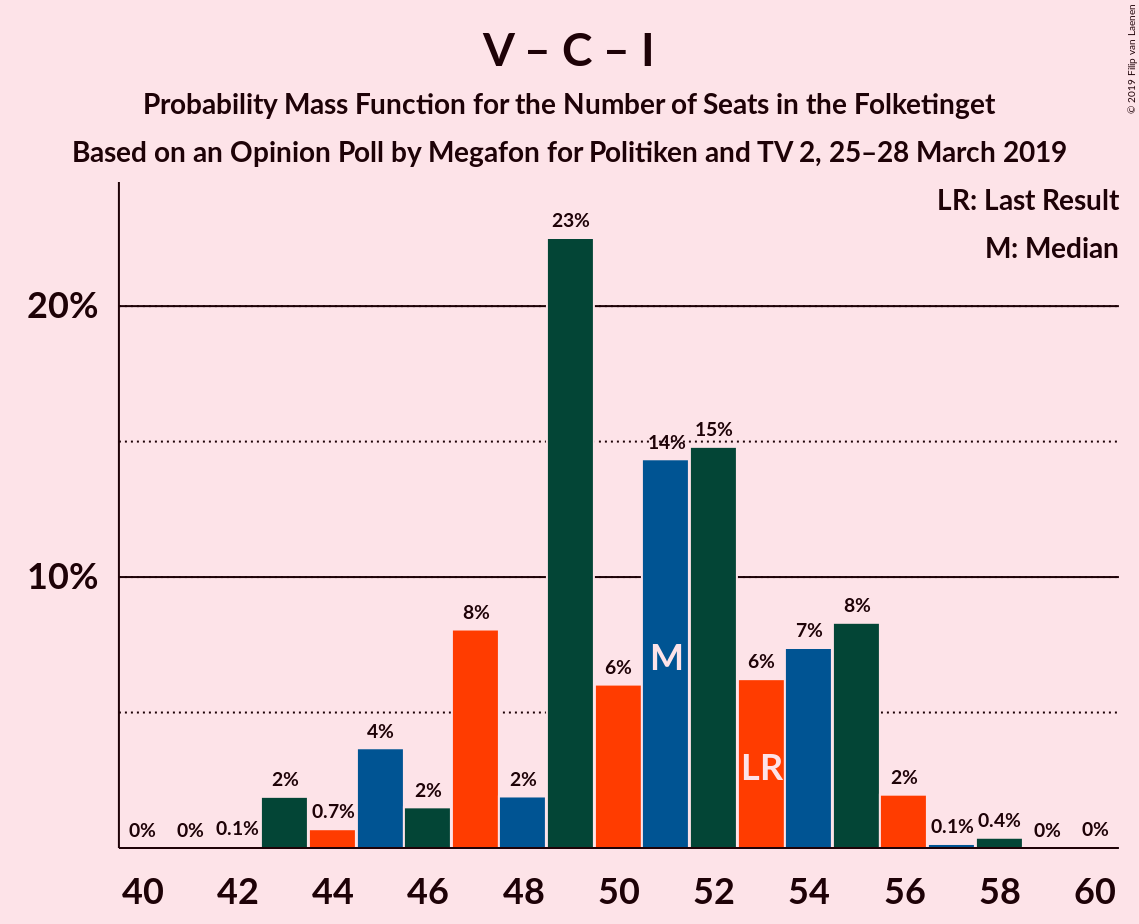 V – C – I
Probability Mass Function for the Number of Seats in the Folketinget
Based on an Opinion Poll by Megafon for Politiken and TV 2, 25–28 March 2019
© 2019 Filip van Laenen
LR: Last Result
M: Median
20%
10%
0%
0%
0.1%
2%
0.7%
4%
2%
8%
2%
23%
6%
14%
15%
6%
7%
8%
2%
0.1%
0.4%
0%
0%
M
LR
40 42 44 46 48 50 52 54 56 58 60